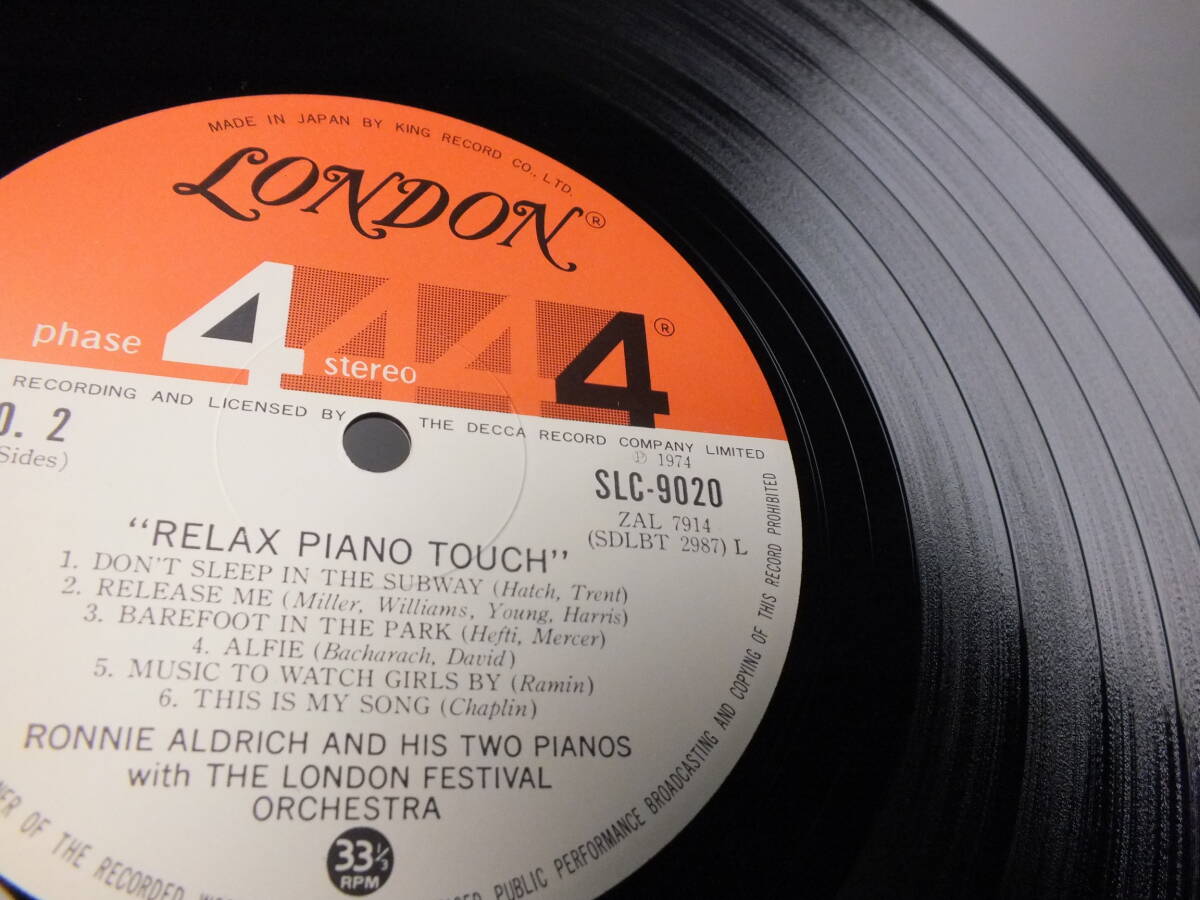 MADE IN JAPAN BY KING RECORD CO., LTD.
LONDON®
phase 4 stereo 4 4 4®
RECORDING AND LICENSED BY THE DECCA RECORD COMPANY LIMITED
Ⓟ 1974
2
Sides)
SLC-9020
ZAL 7914
(SDLBT 2987) L
"RELAX PIANO TOUCH"
1. DON'T SLEEP IN THE SUBWAY (Hatch, Trent)
2. RELEASE ME (Miller, Williams, Young, Harris)
3. BAREFOOT IN THE PARK (Hefti, Mercer)
4. ALFIE (Bacharach, David)
5. MUSIC TO WATCH GIRLS BY (Ramin)
6. THIS IS MY SONG (Chaplin)
RONNIE ALDRICH AND HIS TWO PIANOS
with THE LONDON FESTIVAL
ORCHESTRA
33 1/3
RPM
OF THE RECORDED
PUBLIC PERFORMANCE BROADCASTING AND COPYING OF THIS RECORD PROHIBITED